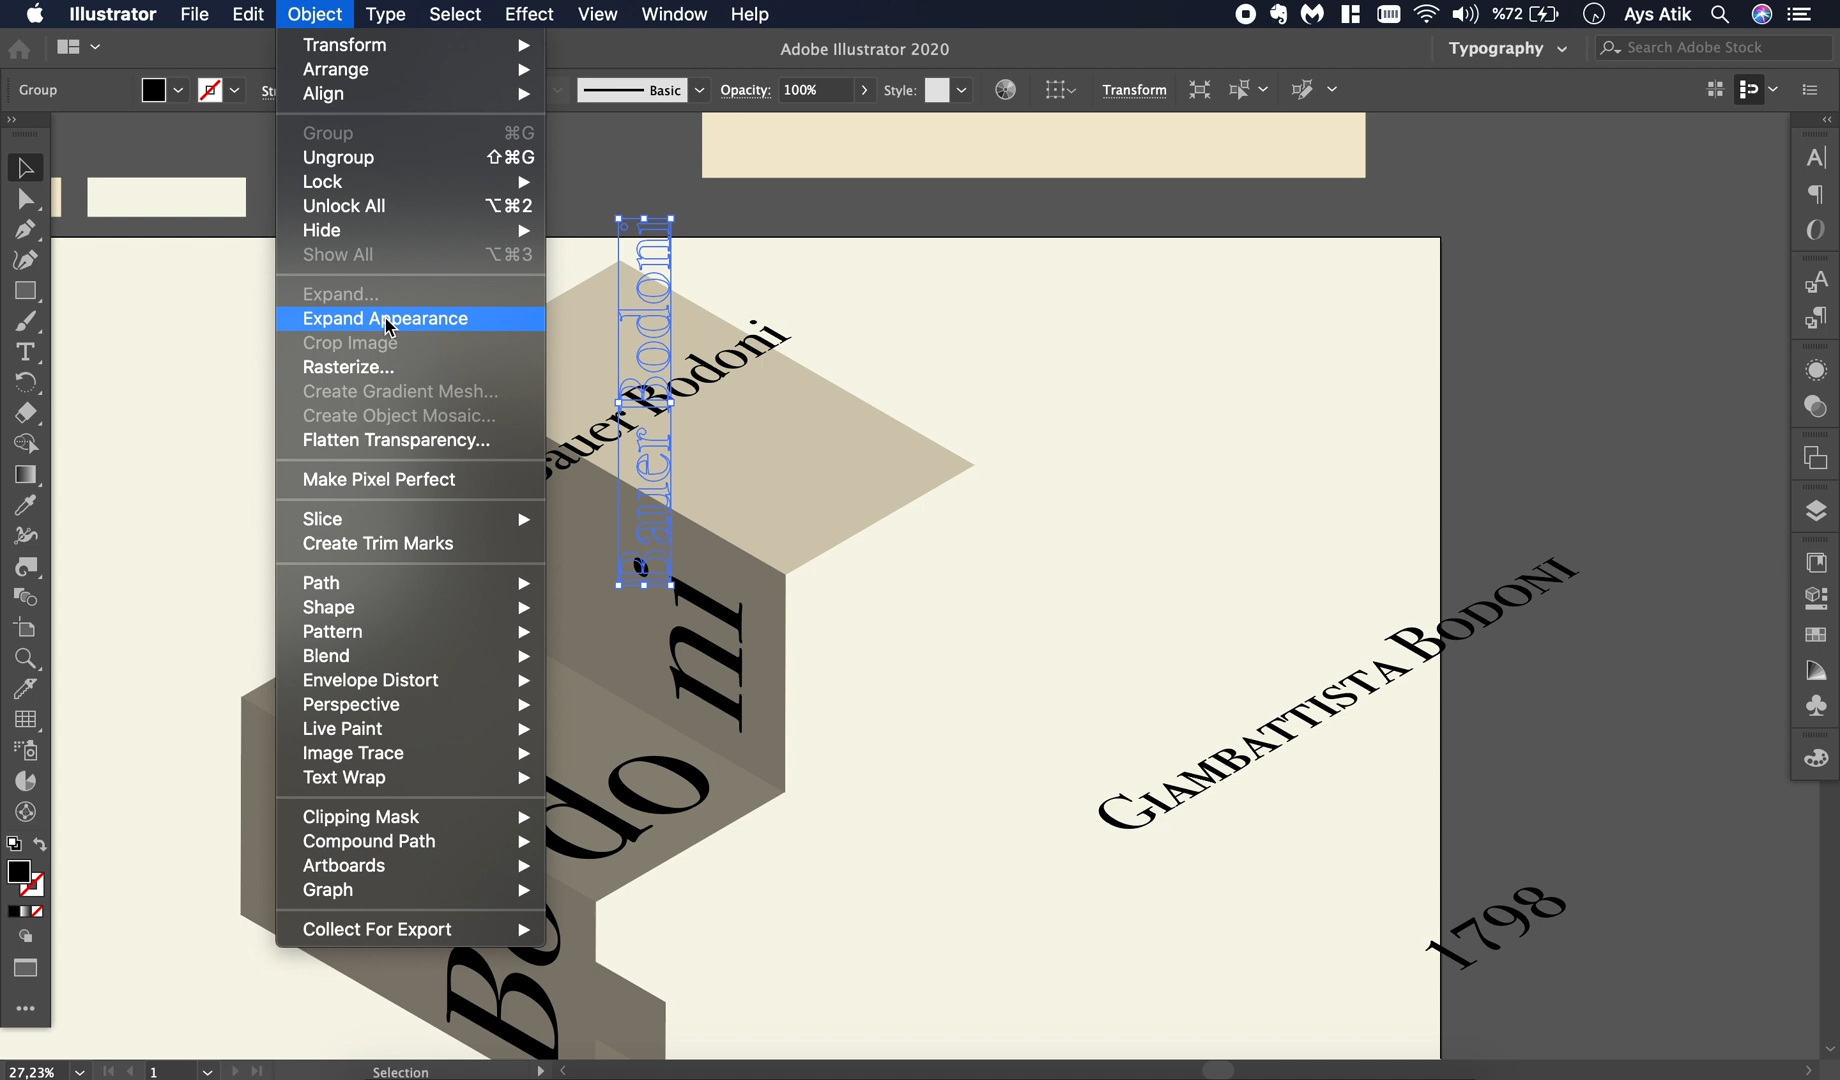 Illustrator File Edit Object Type Select Effect View Window Help %72 Ays Atik
Adobe Illustrator 2020 Typography Search Adobe Stock
Group Basic Opacity: 100% Style: Transform
Transform
Arrange
Align
Group ⌘G
Ungroup ⇧⌘G
Lock
Unlock All ⌥⌘2
Hide
Show All ⌥⌘3
Expand...
Expand Appearance
Crop Image
Rasterize...
Create Gradient Mesh...
Create Object Mosaic...
Flatten Transparency...
Make Pixel Perfect
Slice
Create Trim Marks
Path
Shape
Pattern
Blend
Envelope Distort
Perspective
Live Paint
Image Trace
Text Wrap
Clipping Mask
Compound Path
Artboards
Graph
Collect For Export
Bauer Bodoni
Bauer Bodoni
GIAMBATTISTA BODONI
1798
Bo
do
ni
27,23% 1 Selection